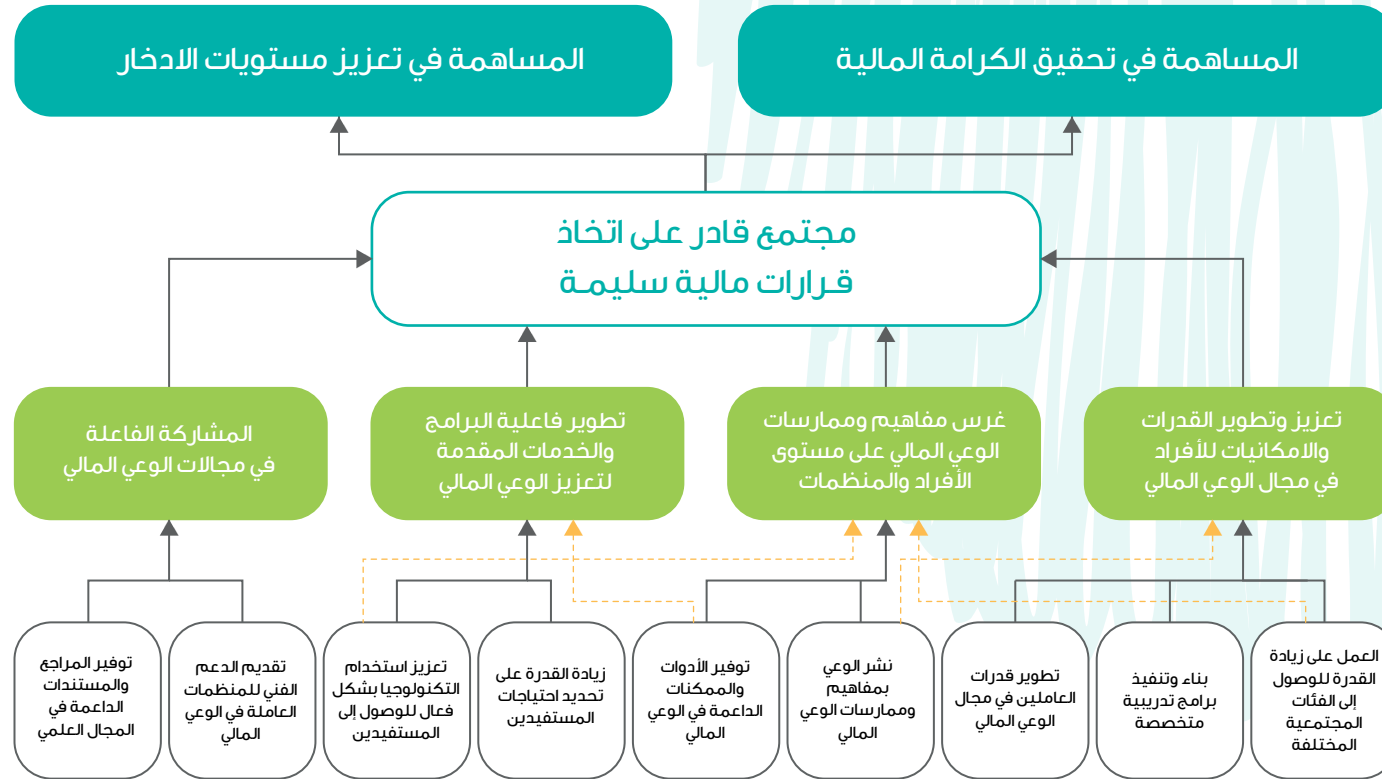 المساهمة في تحقيق الكرامة المالية
المساهمة في تعزيز مستويات الادخار
مجتمع قادر على اتخاذ
قـرارات مالية سليمـة
تعزيز وتطوير القدرات
والامكانيات للأفراد
في مجال الوعي المالي
غرس مفاهيم وممارسات
الوعي المالي على مستوى
الأفراد والمنظمات
تطوير فاعلية البرامج
والخدمات المقدمة
لتعزيز الوعي المالي
المشاركة الفاعلة
في مجالات الوعي المالي
العمل على زيادة
القدرة للوصول
إلى الفئات
المجتمعية
المختلفة
بناء وتنفيذ
برامج تدريبية
متخصصة
تطوير قدرات
العاملين في مجال
الوعي المالي
نشر الوعي
بمفاهيم
وممارسات الوعي
المالي
توفير الأدوات
والممكنات
الداعمة في الوعي
المالي
زيادة القدرة على
تحديد احتياجات
المستفيدين
تعزيز استخدام
التكنولوجيا بشكل
فعال للوصول إلى
المستفيدين
تقديم الدعم
الفني للمنظمات
العاملة في الوعي
المالي
توفير المراجع
والمستندات
الداعمة في
المجال العلمي